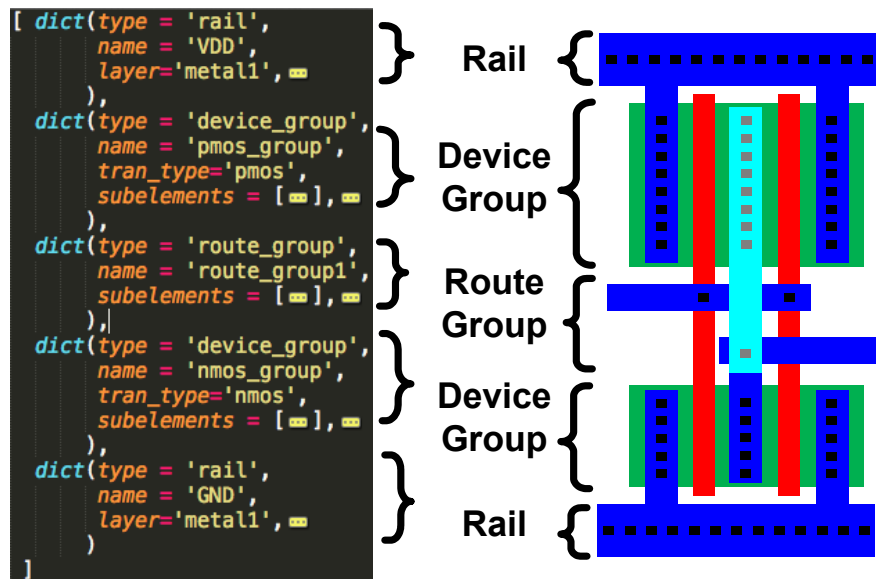 [ dict(type = 'rail',
name = 'VDD',
layer='metal1',
),
dict(type = 'device_group',
name = 'pmos_group',
tran_type='pmos',
subelements = [ ],
),
dict(type = 'route_group',
name = 'route_group1',
subelements = [ ],
),
dict(type = 'device_group',
name = 'nmos_group',
tran_type='nmos',
subelements = [ ],
),
dict(type = 'rail',
name = 'GND',
layer='metal1',
)
]
Rail
Device
Group
Route
Group
Device
Group
Rail